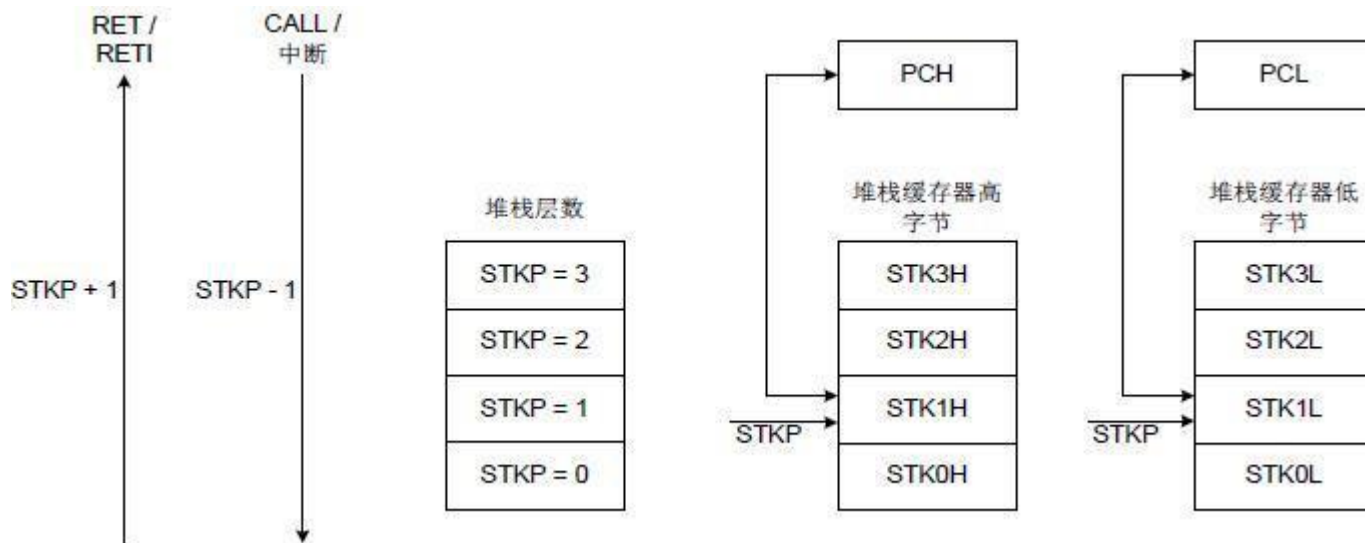 RET /
RETI
CALL /
中断
STKP + 1
STKP - 1
堆栈层数
STKP = 3
STKP = 2
STKP = 1
STKP = 0
PCH
堆栈缓存器高
字节
STK3H
STK2H
STK1H
STK0H
STKP
PCL
堆栈缓存器低
字节
STK3L
STK2L
STK1L
STK0L
STKP